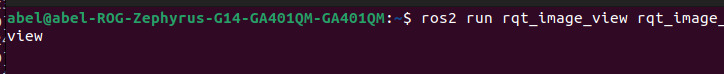 abel@abel-ROG-Zephyrus-G14-GA401QM-GA401QM:~$ ros2 run rqt_image_view rqt_image_
view